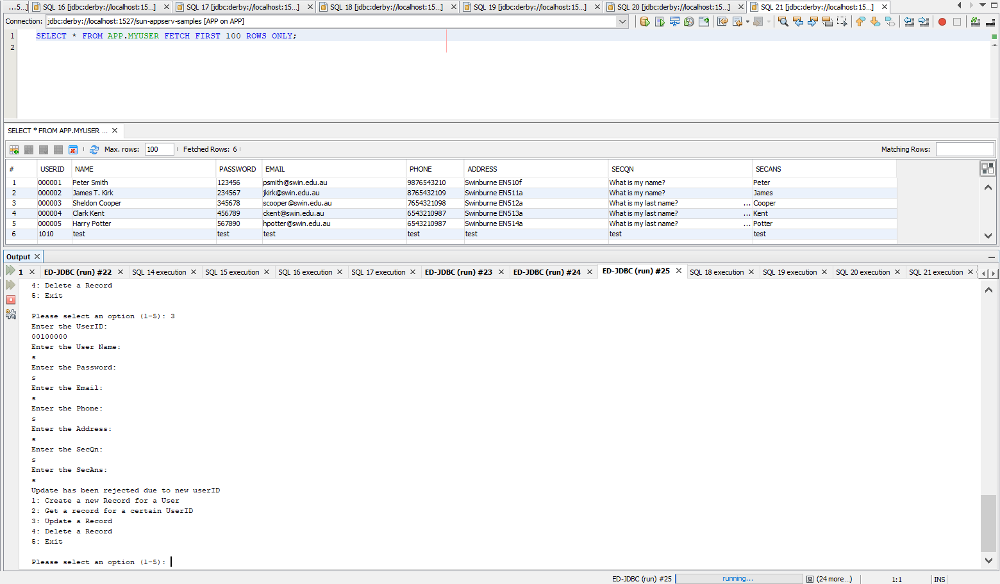 ...5...] SQL 16 [jdbc:derby://localhost:15...] SQL 17 [jdbc:derby://localhost:15...] SQL 18 [jdbc:derby://localhost:15...] SQL 19 [jdbc:derby://localhost:15...] SQL 20 [jdbc:derby://localhost:15...] SQL 21 [jdbc:derby://localhost:15...]
Connection: jdbc:derby://localhost:1527/sun-appserv-samples [APP on APP]
1 SELECT * FROM APP.MYUSER FETCH FIRST 100 ROWS ONLY;
2
SELECT * FROM APP.MYUSER ...
Max. rows: 100 Fetched Rows: 6 Matching Rows:
# USERID NAME PASSWORD EMAIL PHONE ADDRESS SECQN SECANS
1 000001 Peter Smith 123456 psmith@swin.edu.au 9876543210 Swinburne EN510f What is my name? Peter
2 000002 James T. Kirk 234567 jkirk@swin.edu.au 8765432109 Swinburne EN511a What is my name? James
3 000003 Sheldon Cooper 345678 scooper@swin.edu.au 7654321098 Swinburne EN512a What is my last name? ... Cooper
4 000004 Clark Kent 456789 ckent@swin.edu.au 6543210987 Swinburne EN513a What is my last name? ... Kent
5 000005 Harry Potter 567890 hpotter@swin.edu.au 6543210987 Swinburne EN514a What is my last name? ... Potter
6 1010 test test test test test test test
Output
1 ED-JDBC (run) #22 SQL 14 execution SQL 15 execution SQL 16 execution SQL 17 execution ED-JDBC (run) #23 ED-JDBC (run) #24 ED-JDBC (run) #25 SQL 18 execution SQL 19 execution SQL 20 execution SQL 21 execution
4: Delete a Record
5: Exit
Please select an option (1-5): 3
Enter the UserID:
00100000
Enter the User Name:
s
Enter the Password:
s
Enter the Email:
s
Enter the Phone:
s
Enter the Address:
s
Enter the SecQn:
s
Enter the SecAns:
s
Update has been rejected due to new userID
1: Create a new Record for a User
2: Get a record for a certain UserID
3: Update a Record
4: Delete a Record
5: Exit
Please select an option (1-5):
ED-JDBC (run) #25 running... (24 more...) 1:1 INS